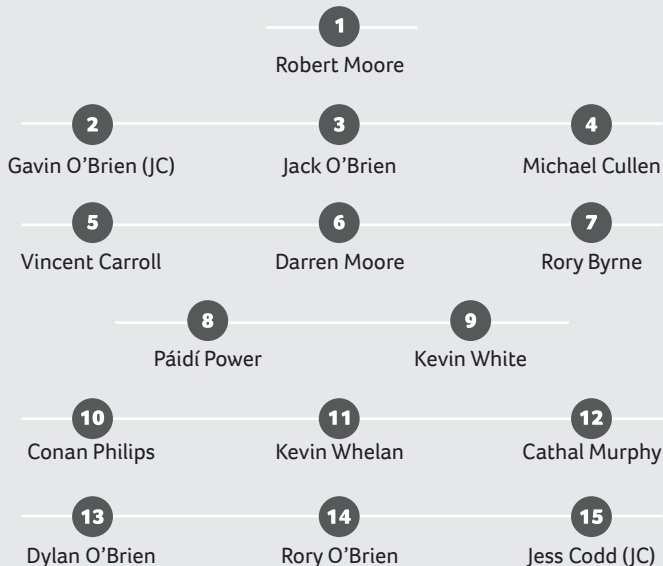 1
Robert Moore
2 3 4
Gavin O’Brien (JC) Jack O’Brien Michael Cullen
5 6 7
Vincent Carroll Darren Moore Rory Byrne
8 9
Páidí Power Kevin White
10 11 12
Conan Philips Kevin Whelan Cathal Murphy
13 14 15
Dylan O’Brien Rory O’Brien Jess Codd (JC)